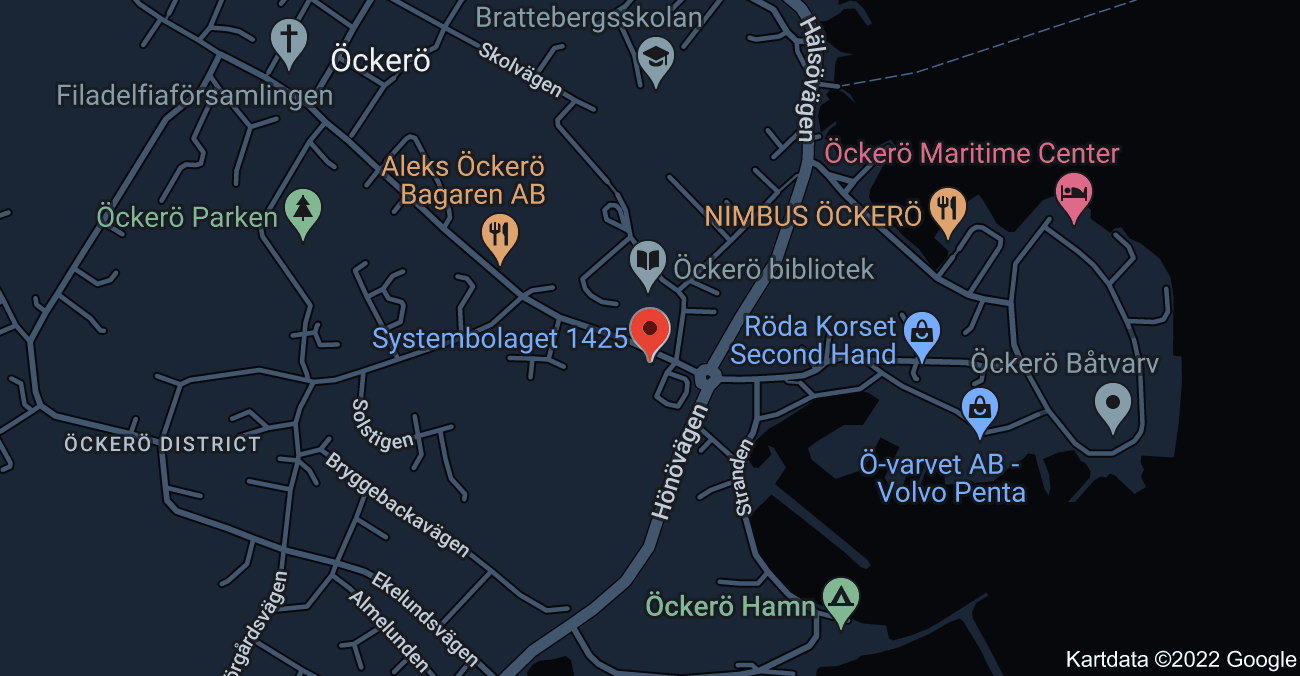 Brattebergsskolan
Öckerö
Skolvägen
Hälsövägen
Filadelfiaförsamlingen
Öckerö Maritime Center
Aleks Öckerö
Bagaren AB
Öckerö Parken
NIMBUS ÖCKERÖ
Öckerö bibliotek
Systembolaget 1425
Röda Korset
Second Hand
Öckerö Båtvarv
Solstigen
ÖCKERÖ DISTRICT
Hönövägen
Stranden
Ö-varvet AB -
Volvo Penta
Bryggebackavägen
Ekelundsvägen
Almelunden
örgårdsvägen
Öckerö Hamn
Kartdata ©2022 Google